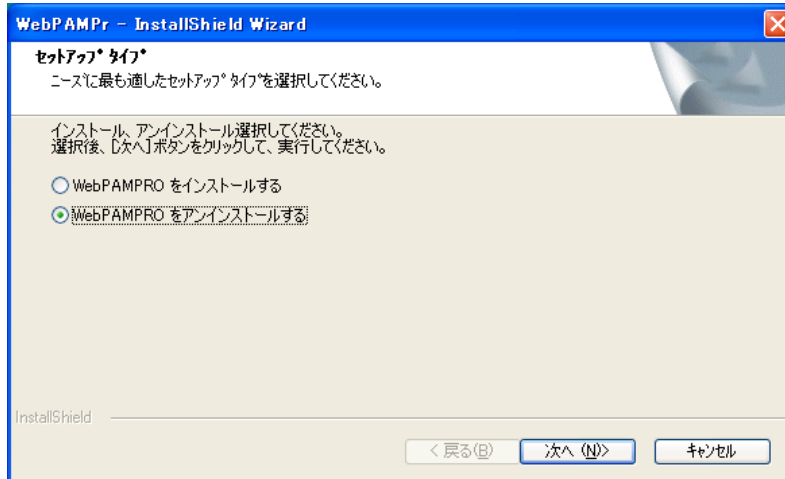 WebPAMPr - InstallShield Wizard
セットアップ タイプ
ニーズに最も適したセットアップ タイプを選択してください。
インストール、アンインストール選択してください。
選択後、[次へ]ボタンをクリックして、実行してください。
WebPAMPRO をインストールする
WebPAMPRO をアンインストールする
InstallShield
< 戻る(B) 次へ (N)> キャンセル